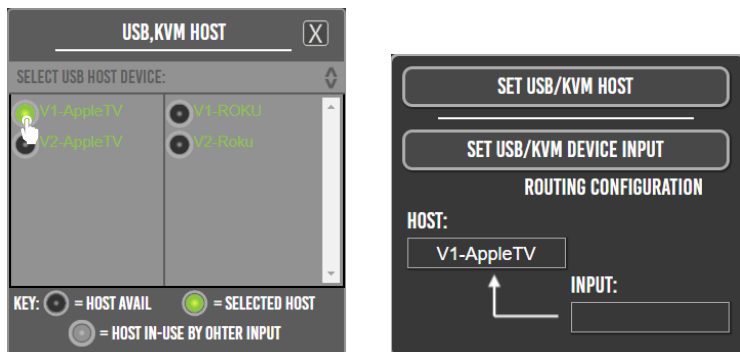 USB,KVM HOST
X
SELECT USB HOST DEVICE:
V1-AppleTV
V1-ROKU
V2-AppleTV
V2-Roku
KEY: = HOST AVAIL = SELECTED HOST
= HOST IN-USE BY OHTER INPUT
SET USB/KVM HOST
SET USB/KVM DEVICE INPUT
ROUTING CONFIGURATION
HOST:
V1-AppleTV
INPUT: